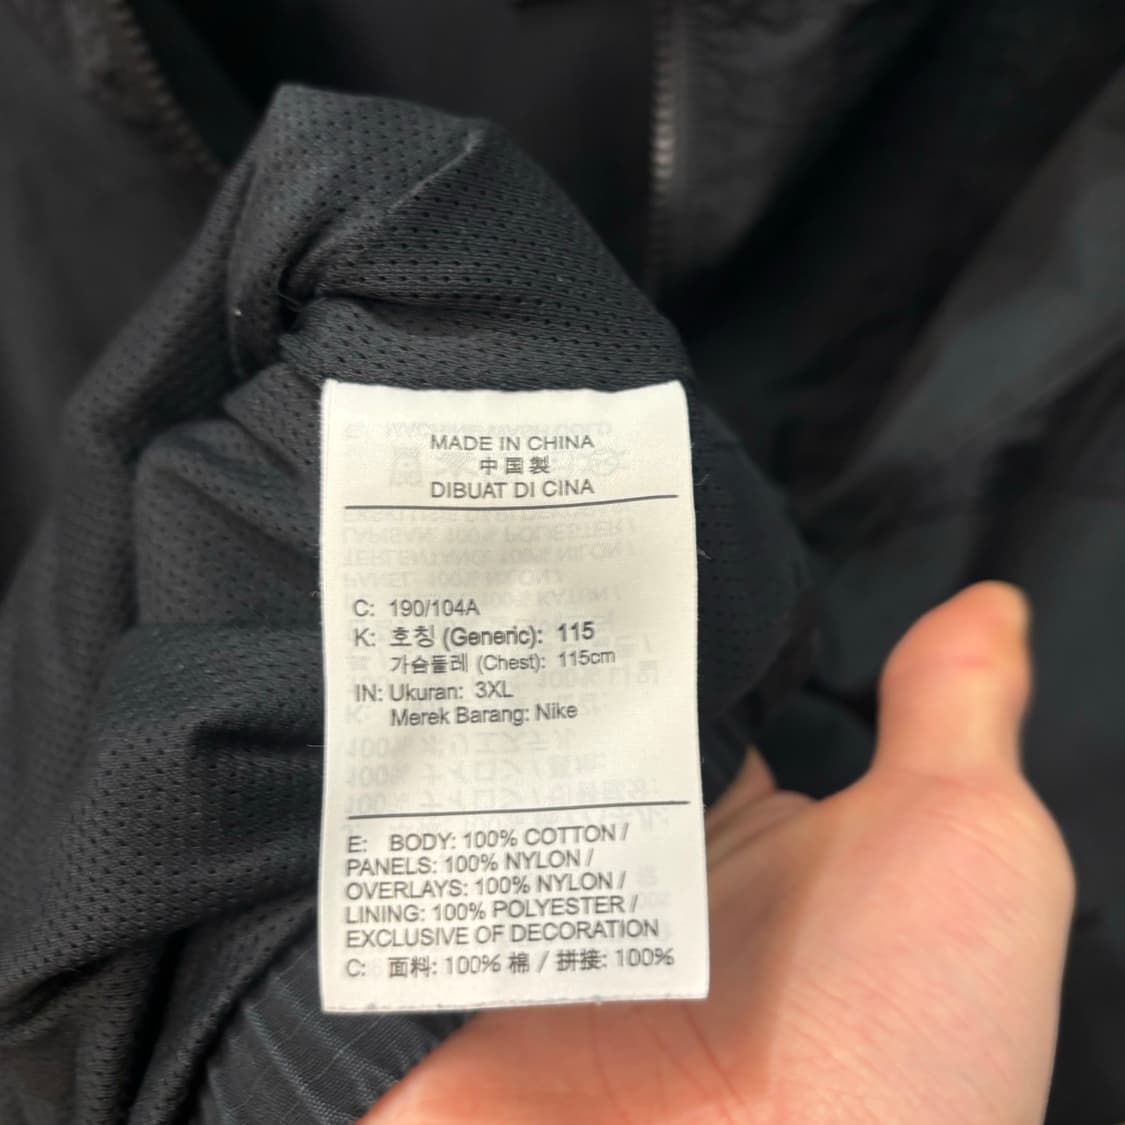 MADE IN CHINA
中国製
DIBUAT DI CINA
C: 190/104A
K: 호칭 (Generic): 115
가슴둘레 (Chest): 115cm
IN: Ukuran: 3XL
Merek Barang: Nike
E: BODY: 100% COTTON /
PANELS: 100% NYLON /
OVERLAYS: 100% NYLON /
LINING: 100% POLYESTER /
EXCLUSIVE OF DECORATION
C: 面料: 100% 棉 / 拼接: 100%